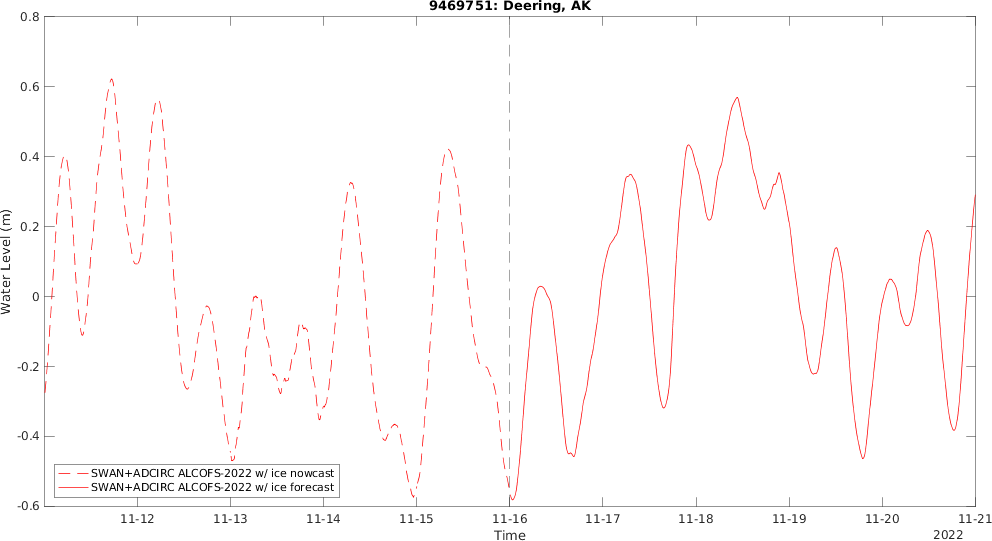 9469751: Deering, AK
Water Level (m)
0.8
0.6
0.4
0.2
0
-0.2
-0.4
-0.6
SWAN+ADCIRC ALCOFS-2022 w/ ice nowcast
SWAN+ADCIRC ALCOFS-2022 w/ ice forecast
11-12 11-13 11-14 11-15 11-16 11-17 11-18 11-19 11-20 11-21
Time
2022